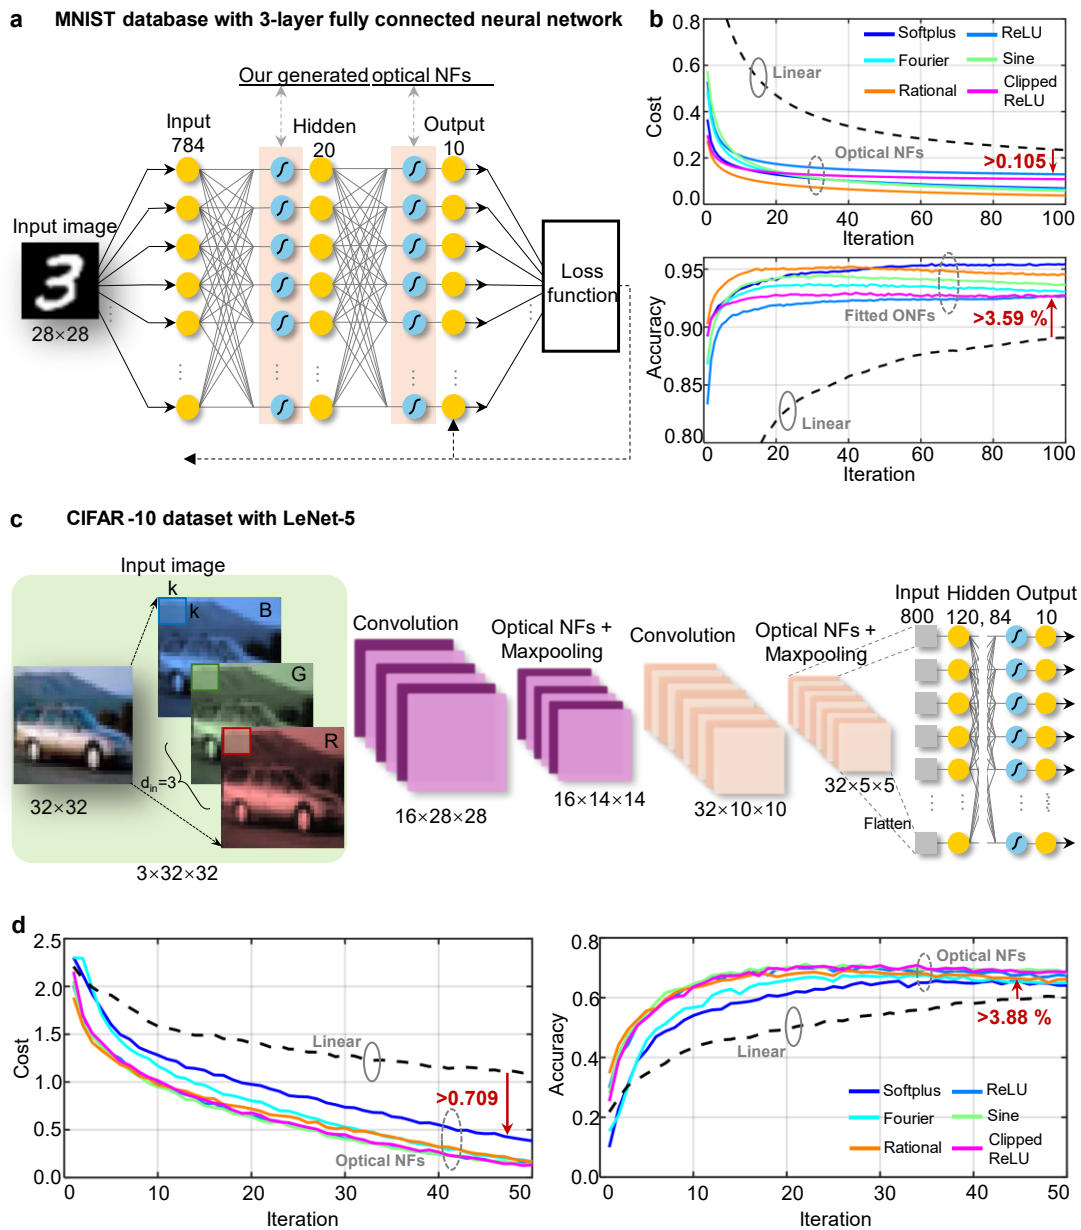 a MNIST database with 3-layer fully connected neural network
Our generated optical NFs
Input
784
Hidden
20
Output
10
Input image
28×28
Loss
function
b
Cost
0.8
0.6
0.4
0.2
0.0
Softplus
ReLU
Fourier
Sine
Rational
Clipped
ReLU
Linear
Optical NFs
>0.105
0 20 40 60 80 100
Iteration
Accuracy
0.95
0.90
0.85
0.80
Fitted ONFs
>3.59 %
Linear
0 20 40 60 80 100
Iteration
c CIFAR-10 dataset with LeNet-5
Input image
k
k
B
G
R
d_in=3
32×32
3×32×32
Convolution
16×28×28
Optical NFs +
Maxpooling
16×14×14
Convolution
32×10×10
Optical NFs +
Maxpooling
32×5×5
Flatten
Input Hidden Output
800 120, 84 10
d
Cost
2.5
2.0
1.5
1.0
0.5
0.0
Linear
>0.709
Optical NFs
0 10 20 30 40 50
Iteration
Accuracy
0.8
0.6
0.4
0.2
0.0
Optical NFs
>3.88 %
Linear
Softplus
ReLU
Fourier
Sine
Rational
Clipped
ReLU
0 10 20 30 40 50
Iteration